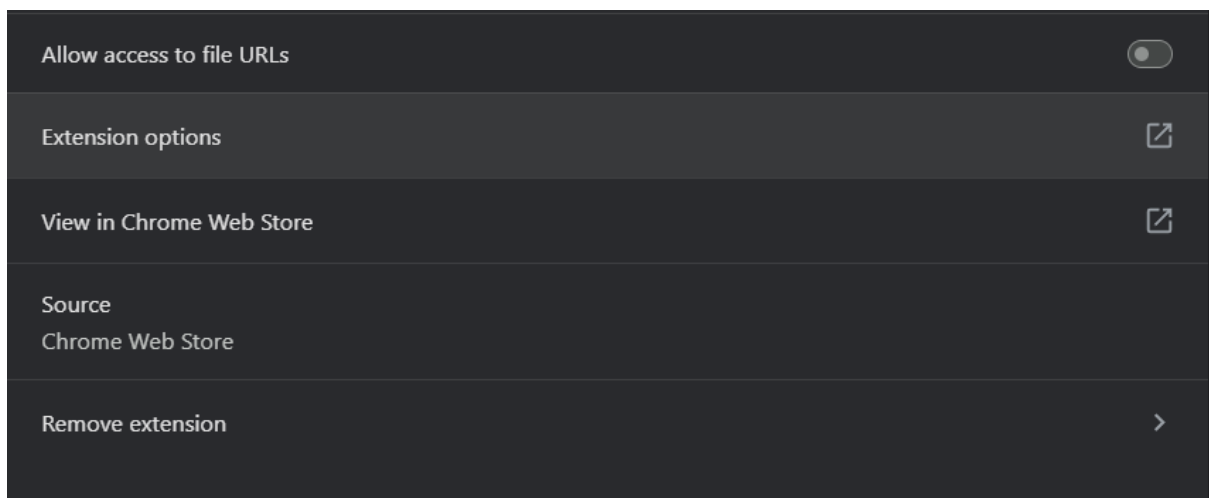 Allow access to file URLs
Extension options
View in Chrome Web Store
Source
Chrome Web Store
Remove extension